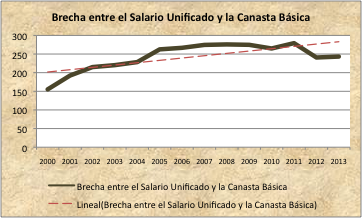 Brecha entre el Salario Unificado y la Canasta Básica
300
250
200
150
100
50
0
2000 2001 2002 2003 2004 2005 2006 2007 2008 2009 2010 2011 2012 2013
Brecha entre el Salario Unificado y la Canasta Básica
Lineal(Brecha entre el Salario Unificado y la Canasta Básica)